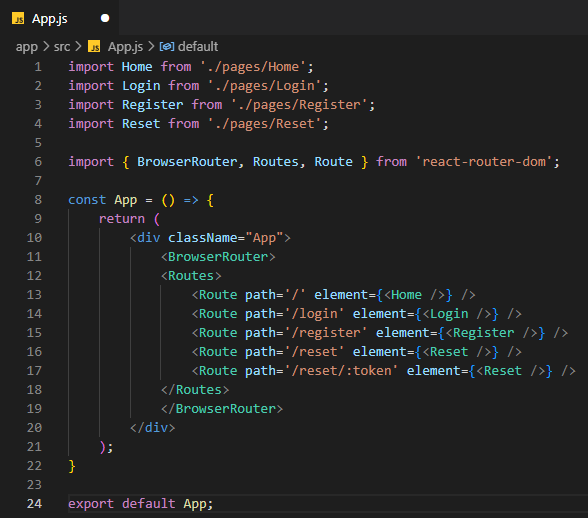 JS App.js
app > src > JS App.js > default
1 import Home from './pages/Home';
2 import Login from './pages/Login';
3 import Register from './pages/Register';
4 import Reset from './pages/Reset';
5
6 import { BrowserRouter, Routes, Route } from 'react-router-dom';
7
8 const App = () => {
9     return (
10         <div className="App">
11             <BrowserRouter>
12             <Routes>
13                 <Route path='/' element={<Home />} />
14                 <Route path='/login' element={<Login />} />
15                 <Route path='/register' element={<Register />} />
16                 <Route path='/reset' element={<Reset />} />
17                 <Route path='/reset/:token' element={<Reset />} />
18             </Routes>
19             </BrowserRouter>
20         </div>
21     );
22 }
23
24 export default App;